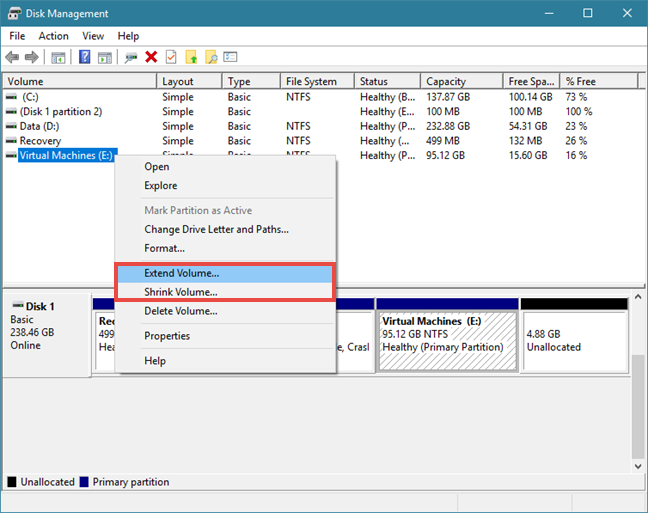 Disk Management
File Action View Help
Volume Layout Type File System Status Capacity Free Spa... % Free
(C:) Simple Basic NTFS Healthy (B... 137.87 GB 100.14 GB 73 %
(Disk 1 partition 2) Simple Basic Healthy (E... 100 MB 100 MB 100 %
Data (D:) Simple Basic NTFS Healthy (P... 232.88 GB 54.31 GB 23 %
Recovery Simple Basic NTFS Healthy (... 499 MB 132 MB 26 %
Virtual Machines (E:) Simple Basic NTFS Healthy (P... 95.12 GB 15.60 GB 16 %
Open
Explore
Mark Partition as Active
Change Drive Letter and Paths...
Format...
Extend Volume...
Shrink Volume...
Delete Volume...
Properties
Help
Disk 1
Basic
238.46 GB
Online
Rec
499
Hea
e, Crasl
Virtual Machines (E:)
95.12 GB NTFS
Healthy (Primary Partition)
4.88 GB
Unallocated
Unallocated Primary partition